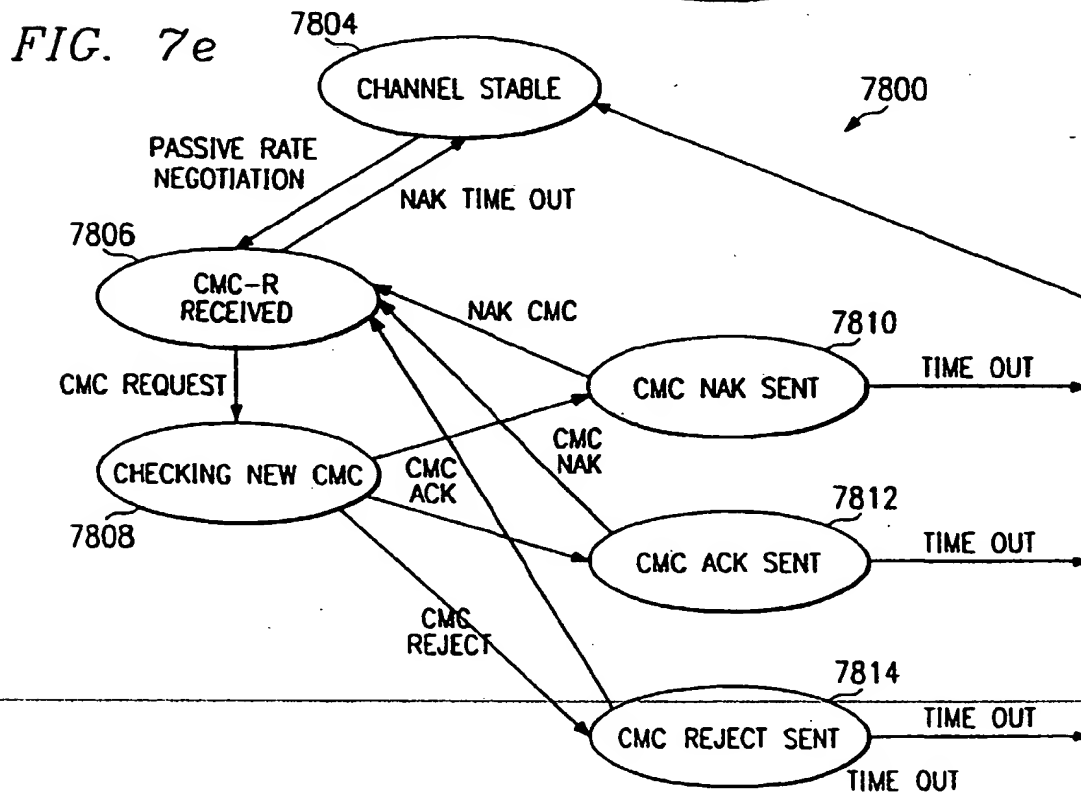 FIG. 7e
7804
CHANNEL STABLE
7800
PASSIVE RATE
NEGOTIATION
NAK TIME OUT
7806
CMC-R
RECEIVED
NAK CMC
7810
CMC REQUEST
CMC NAK SENT
TIME OUT
CMC
NAK
CHECKING NEW CMC
CMC
ACK
7808
7812
CMC ACK SENT
TIME OUT
CMC
REJECT
7814
CMC REJECT SENT
TIME OUT
TIME OUT